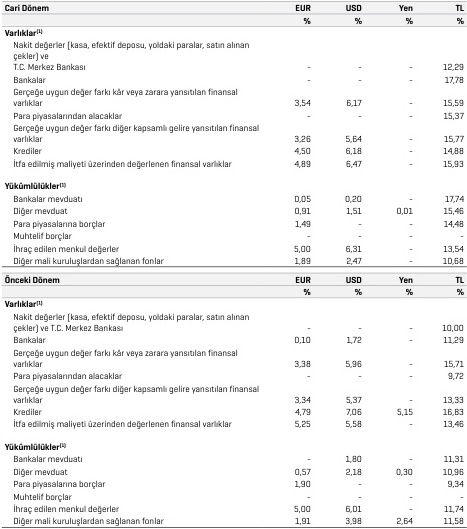 Cari Dönem EUR USD Yen TL
% % % %
Varlıklar(1)
Nakit değerler (kasa, efektif deposu, yoldaki paralar, satın alınan
çekler) ve
T.C. Merkez Bankası - - - 12,29
Bankalar - - - 17,78
Gerçeğe uygun değer farkı kâr veya zarara yansıtılan finansal
varlıklar 3,54 6,17 - 15,59
Para piyasalarından alacaklar - - - 15,37
Gerçeğe uygun değer farkı diğer kapsamlı gelire yansıtılan finansal
varlıklar 3,26 5,64 - 15,77
Krediler 4,50 6,18 - 14,88
İtfa edilmiş maliyeti üzerinden değerlenen finansal varlıklar 4,89 6,47 - 15,93
Yükümlülükler(1)
Bankalar mevduatı 0,05 0,20 - 17,74
Diğer mevduat 0,91 1,51 0,01 15,46
Para piyasalarına borçlar 1,49 - - 14,48
Muhtelif borçlar - - - -
İhraç edilen menkul değerler 5,00 6,31 - 13,54
Diğer mali kuruluşlardan sağlanan fonlar 1,89 2,47 - 10,68
Önceki Dönem EUR USD Yen TL
% % % %
Varlıklar(1)
Nakit değerler (kasa, efektif deposu, yoldaki paralar, satın alınan
çekler) ve T.C. Merkez Bankası - - - 10,00
Bankalar 0,10 1,72 - 11,29
Gerçeğe uygun değer farkı kâr veya zarara yansıtılan finansal
varlıklar 3,38 5,96 - 15,71
Para piyasalarından alacaklar - - - 9,72
Gerçeğe uygun değer farkı diğer kapsamlı gelire yansıtılan finansal
varlıklar 3,34 5,37 - 13,33
Krediler 4,79 7,06 5,15 16,83
İtfa edilmiş maliyeti üzerinden değerlenen finansal varlıklar 5,25 5,58 - 13,46
Yükümlülükler(1)
Bankalar mevduatı - 1,80 - 11,31
Diğer mevduat 0,57 2,18 0,30 10,96
Para piyasalarına borçlar 1,90 - - 9,34
Muhtelif borçlar - - - -
İhraç edilen menkul değerler 5,00 6,01 - 11,74
Diğer mali kuruluşlardan sağlanan fonlar 1,91 3,98 2,64 11,58